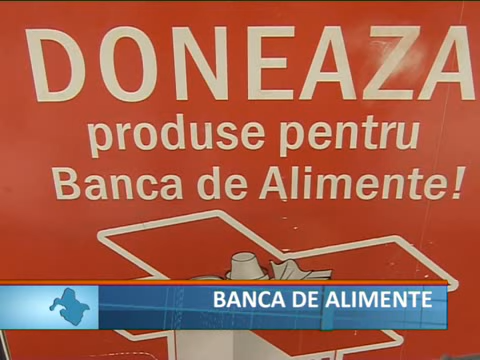 DONEAZA
produse pentru
Banca de Alimente!
BANCA DE ALIMENTE